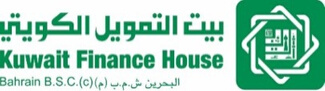 بيت التمويل الكويتي
Kuwait Finance House
Bahrain B.S.C.(c) البحرين ش.م.ب (م)